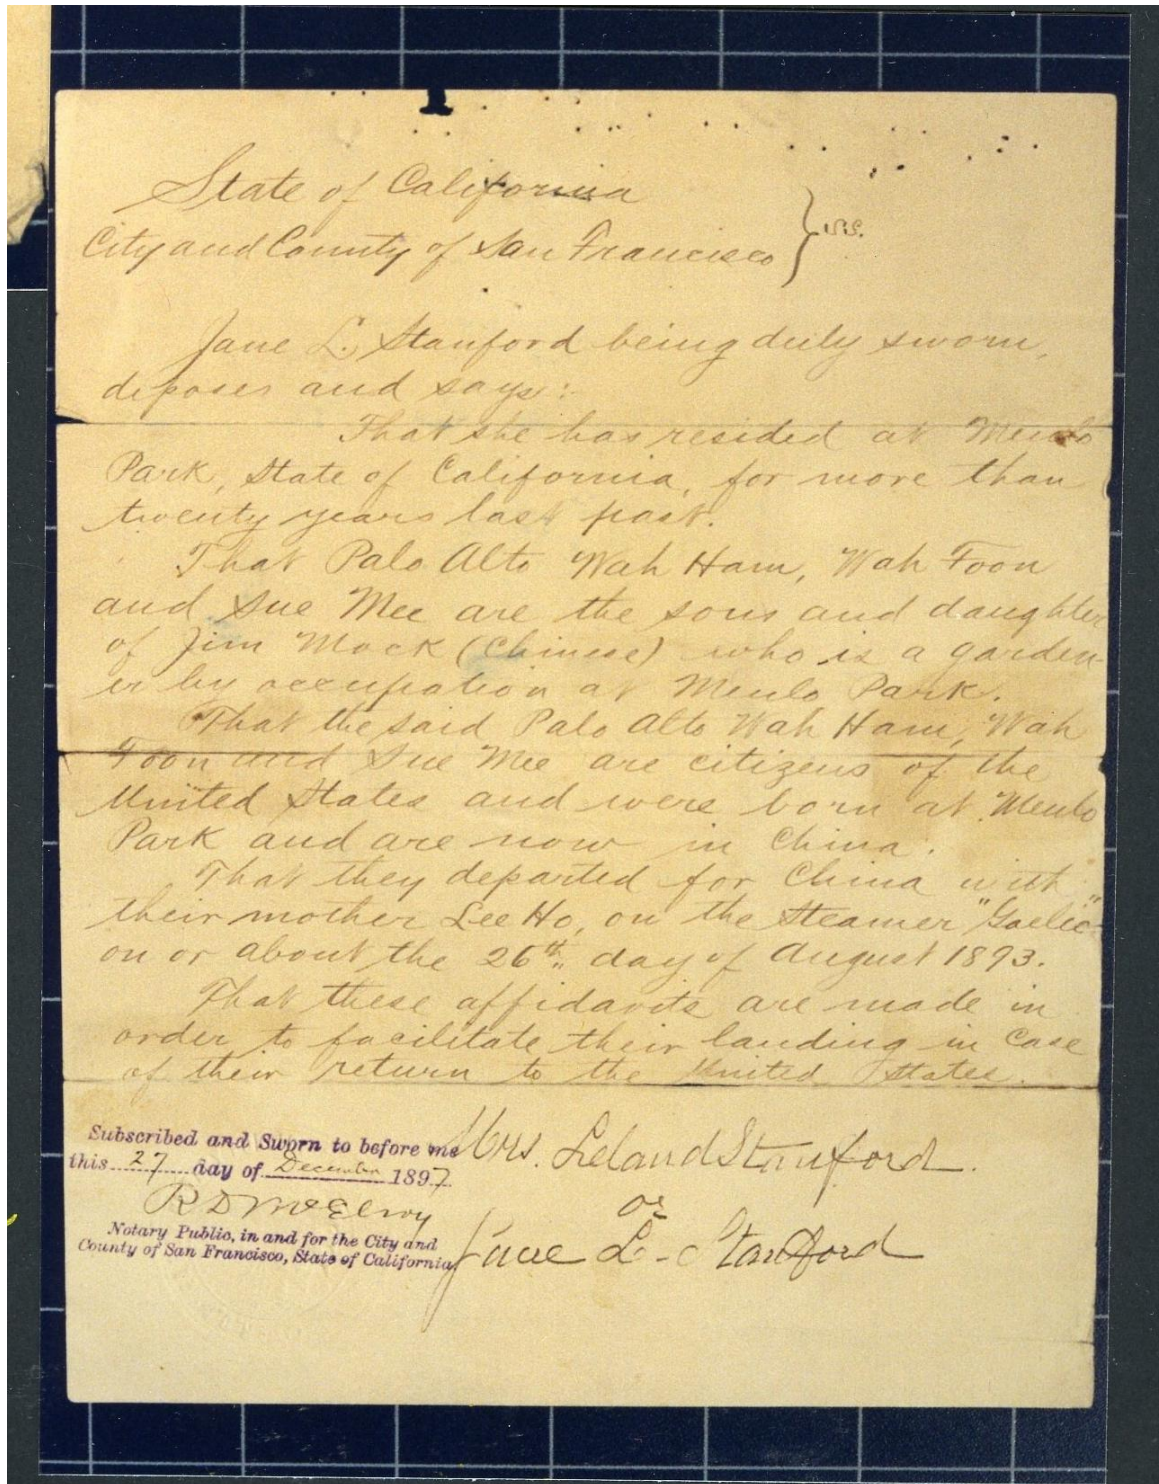 State of California
City and County of San Francisco } s.s.
Jane L. Stanford being duly sworn,
deposes and says:
That she has resided at Menlo
Park, State of California, for more than
twenty years last past.
That Palo Alto Wah Ham, Wah Foon
and Sue Mee are the sons and daughter
of Jim Mock (Chinese) who is a garden-
er by occupation at Menlo Park.
That the said Palo Alto Wah Ham, Wah
Foon and Sue Mee are citizens of the
United States and were born at Menlo
Park and are now in China.
That they departed for China with
their mother Lee Ho, on the Steamer "Gaelic"
on or about the 26th day of August 1893.
That these affidavits are made in
order to facilitate their landing in case
of their return to the United States.
Mrs. Leland Stanford.
or
Jane L. Stanford
Subscribed and Sworn to before me
this 27 day of December 1897
R D McElroy
Notary Public, in and for the City and
County of San Francisco, State of California